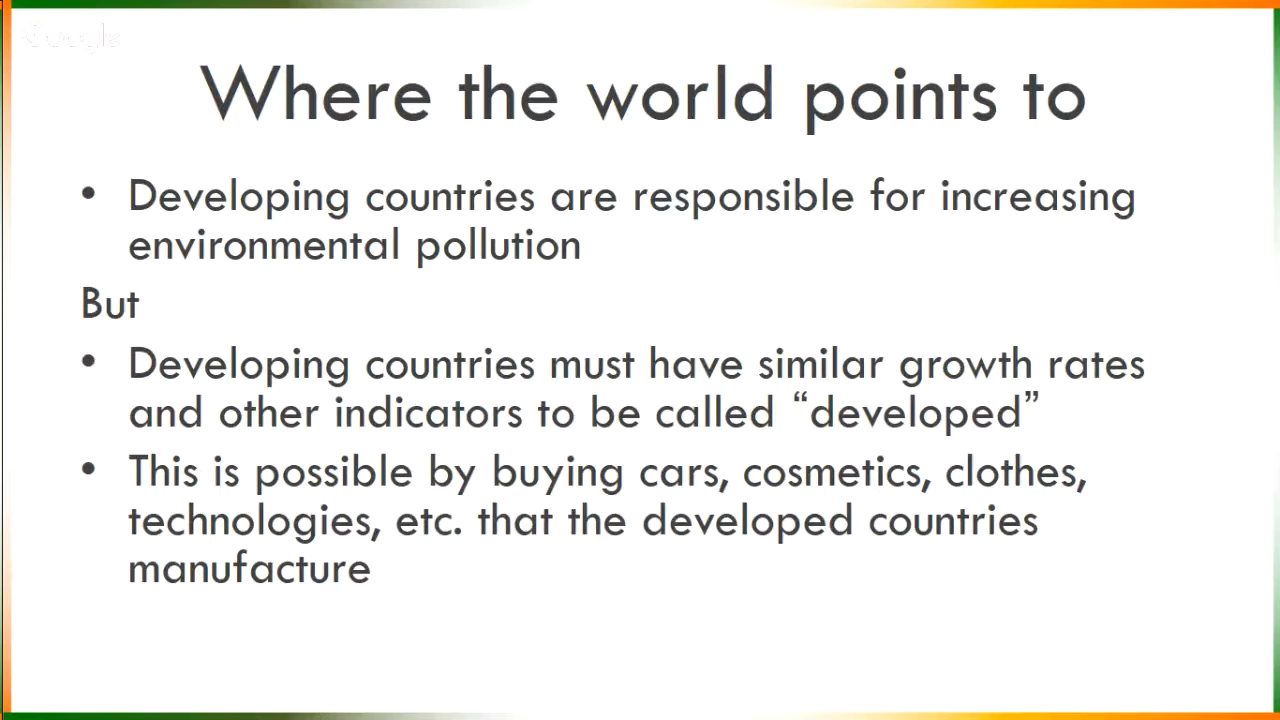 Google
Where the world points to
• Developing countries are responsible for increasing
environmental pollution
But
• Developing countries must have similar growth rates
and other indicators to be called “developed”
• This is possible by buying cars, cosmetics, clothes,
technologies, etc. that the developed countries
manufacture